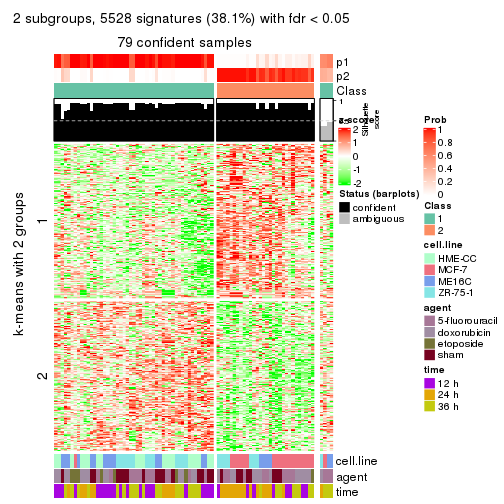 2 subgroups, 5528 signatures (38.1%) with fdr < 0.05
79 confident samples
p1
p2
Class
1
Silhouette
score
z-score
2
1
0
-1
-2
Prob
1
0.8
0.6
0.4
0.2
0
Status (barplots)
confident
ambiguous
Class
1
2
cell.line
HME-CC
MCF-7
ME16C
ZR-75-1
agent
5-fluorouracil
doxorubicin
etoposide
sham
time
12 h
24 h
36 h
k-means with 2 groups
1
2
cell.line
agent
time